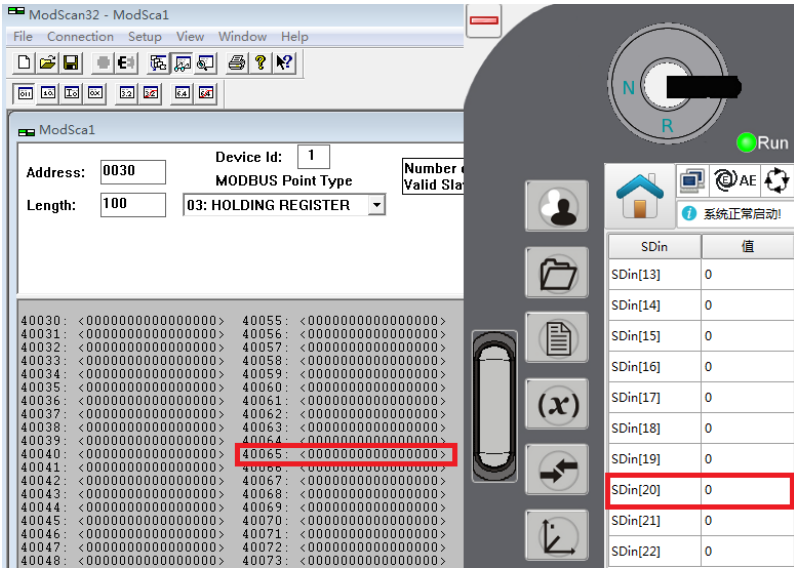 ModScan32 - ModSca1
File Connection Setup View Window Help
ModSca1
Address: 0030
Device Id: 1
MODBUS Point Type
Length: 100
03: HOLDING REGISTER
Number
Valid Sla
40030: <0000000000000000> 40055: <0000000000000000>
40031: <0000000000000000> 40056: <0000000000000000>
40032: <0000000000000000> 40057: <0000000000000000>
40033: <0000000000000000> 40058: <0000000000000000>
40034: <0000000000000000> 40059: <0000000000000000>
40035: <0000000000000000> 40060: <0000000000000000>
40036: <0000000000000000> 40061: <0000000000000000>
40037: <0000000000000000> 40062: <0000000000000000>
40038: <0000000000000000> 40063: <0000000000000000>
40039: <0000000000000000> 40064: <0000000000000000>
40040: <0000000000000000> 40065: <0000000000000000>
40041: <0000000000000000> 40066: <0000000000000000>
40042: <0000000000000000> 40067: <0000000000000000>
40043: <0000000000000000> 40068: <0000000000000000>
40044: <0000000000000000> 40069: <0000000000000000>
40045: <0000000000000000> 40070: <0000000000000000>
40046: <0000000000000000> 40071: <0000000000000000>
40047: <0000000000000000> 40072: <0000000000000000>
40048: <0000000000000000> 40073: <0000000000000000>
(x)
N
R
Run
AE
系统正常启动!
SDin 值
SDin[13] 0
SDin[14] 0
SDin[15] 0
SDin[16] 0
SDin[17] 0
SDin[18] 0
SDin[19] 0
SDin[20] 0
SDin[21] 0
SDin[22] 0